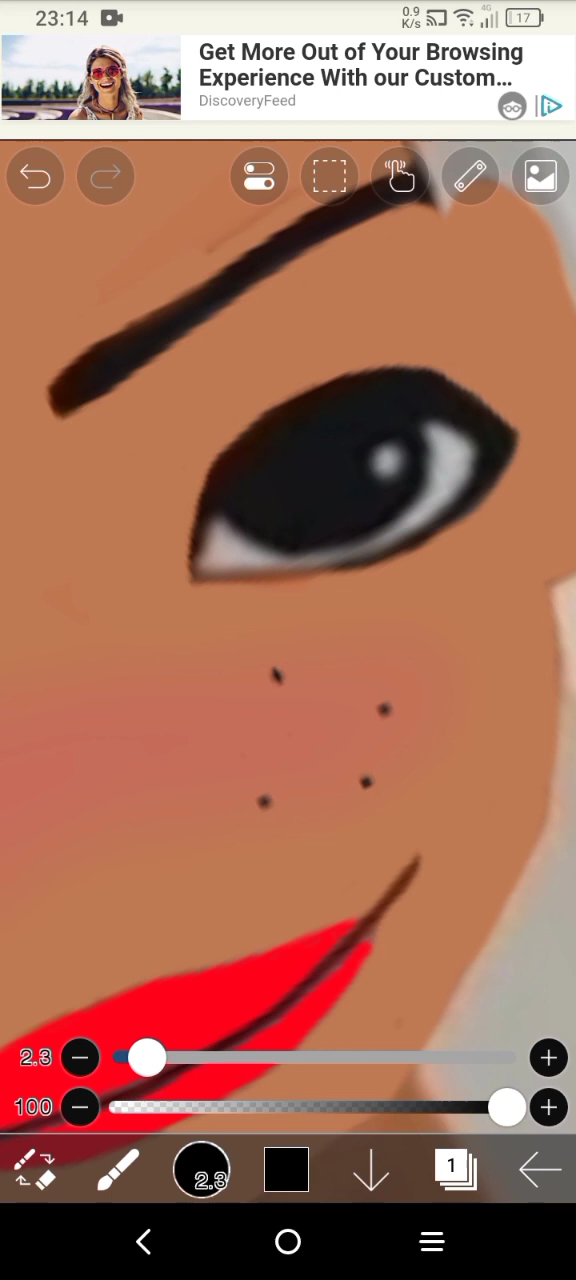 23:14
0.9
K/s
4G
17
Get More Out of Your Browsing
Experience With our Custom...
DiscoveryFeed
2.3
100
2.3
1